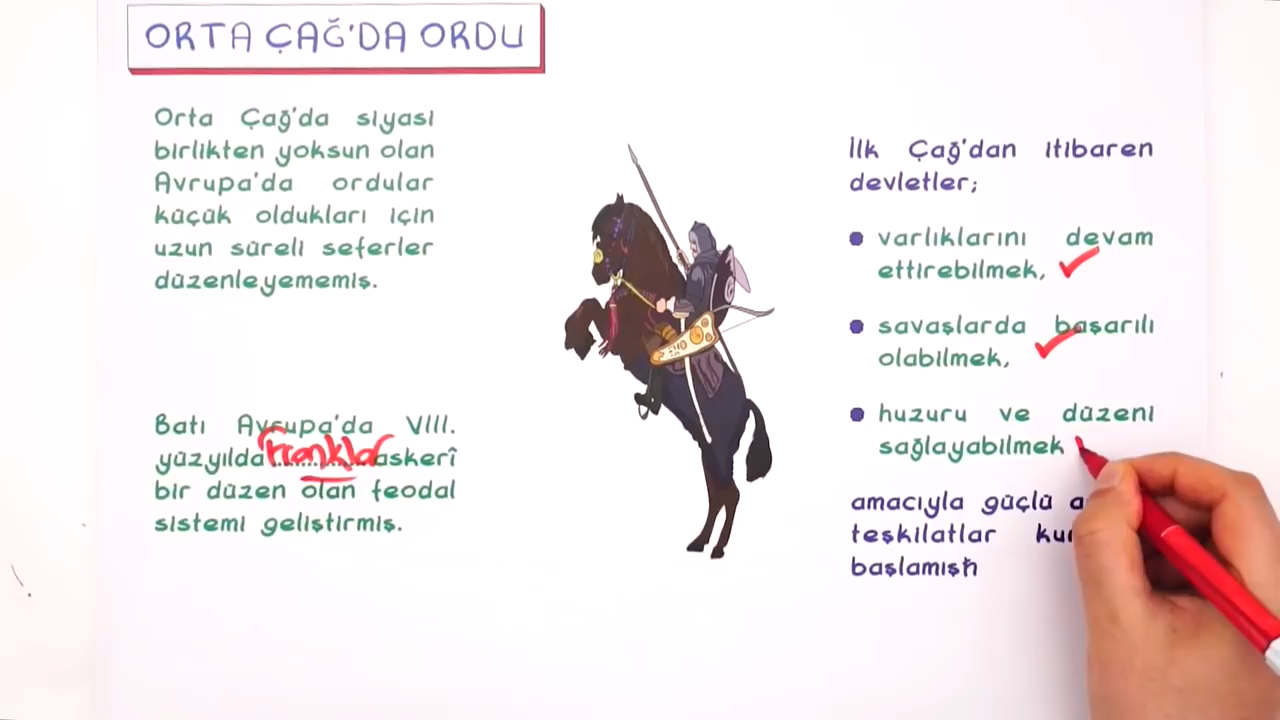 ORTA ÇAĞ'DA ORDU
Orta Çağ'da siyasi
birlikten yoksun olan
Avrupa'da ordular
küçük oldukları için
uzun süreli seferler
düzenleyememiş.
Batı Avrupa'da VIII.
yüzyılda Franklar askerî
bir düzen olan feodal
sistemi geliştirmiş.
İlk Çağ'dan itibaren
devletler;
varlıklarını devam
ettirebilmek,
savaşlarda başarılı
olabilmek,
huzuru ve düzeni
sağlayabilmek
amacıyla güçlü
teşkilatlar
başlamıştı